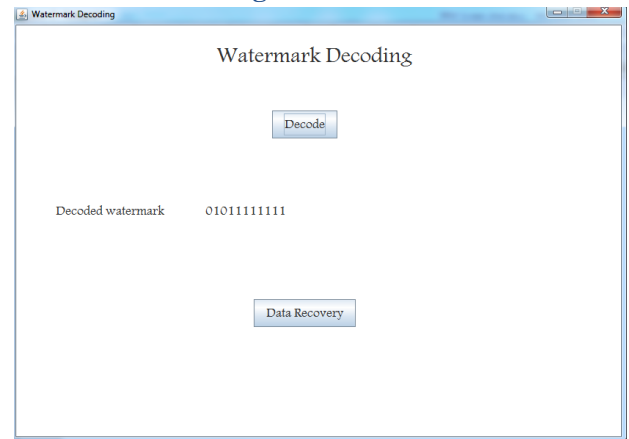 Watermark Decoding
Watermark Decoding
Decode
Decoded watermark 01011111111
Data Recovery